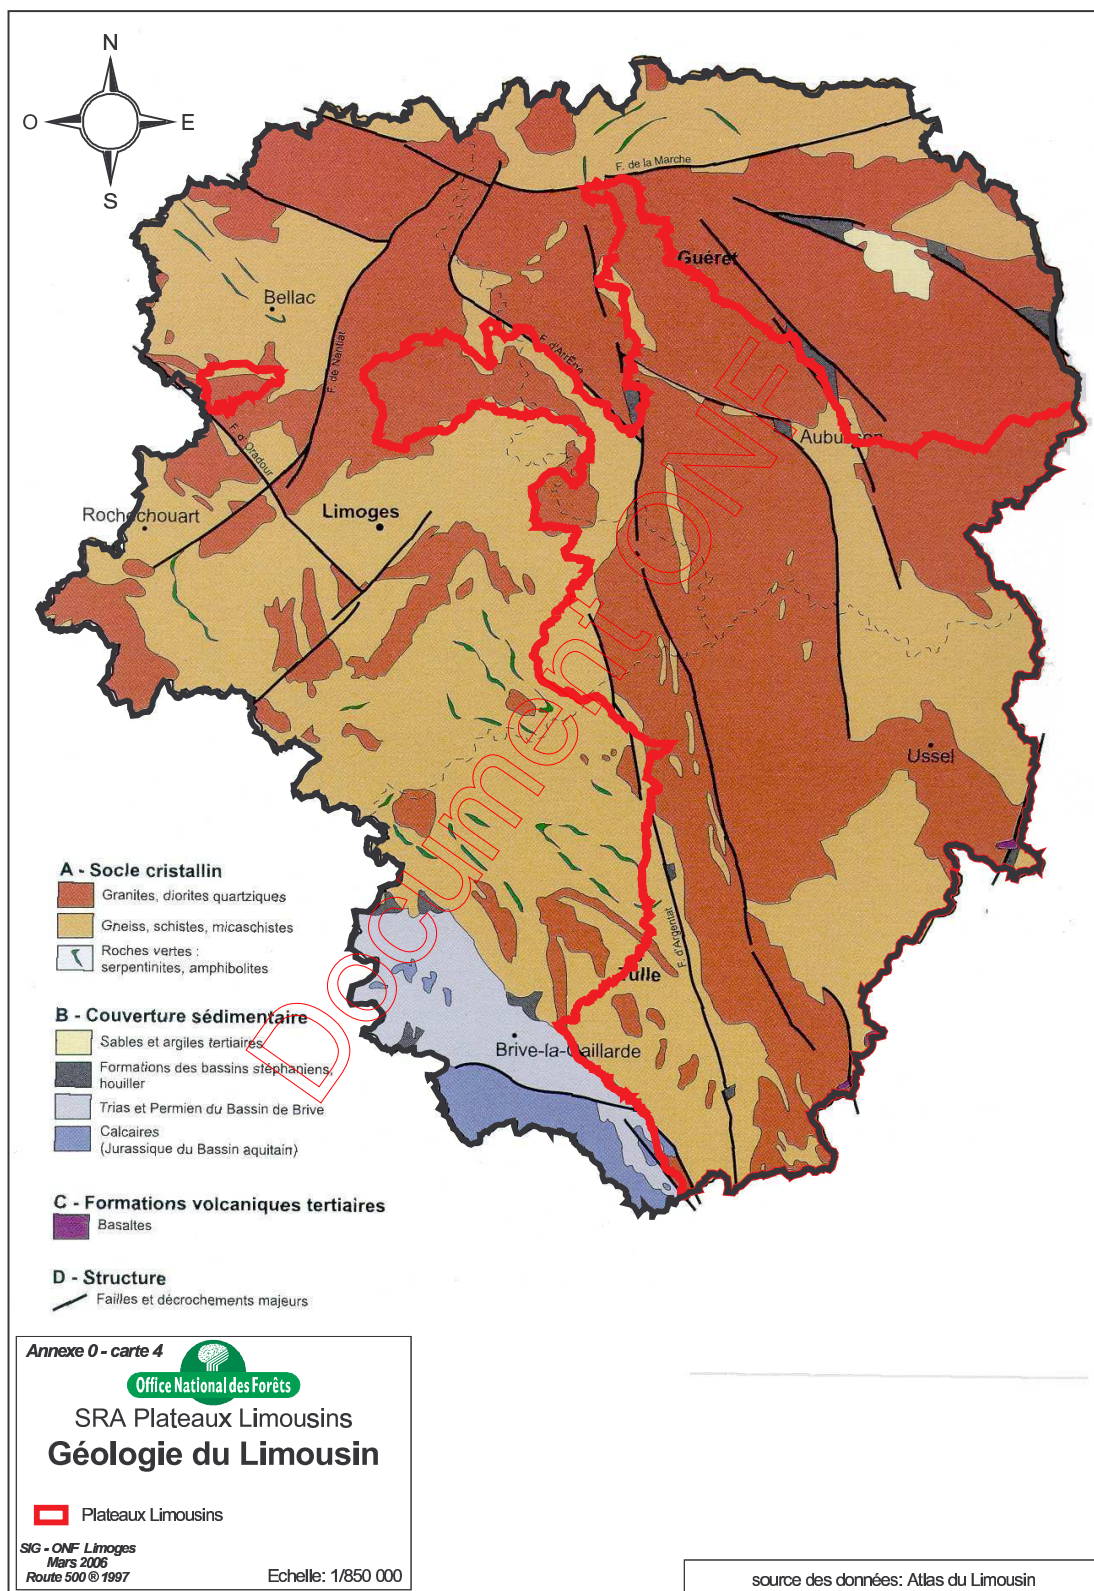 N
O
E
S
F. de la Marche
Guéret
Bellac
F. de Nantiat
F. d'ArrÈne
F. d'Oradour
Aubusson
Rochechouart
Limoges
Ussel
F. d'Argentat
Tulle
Brive-la-Gaillarde
Document ONF
A - Socle cristallin
Granites, diorites quartziques
Gneiss, schistes, micaschistes
Roches vertes :
serpentinites, amphibolites
B - Couverture sédimentaire
Sables et argiles tertiaires
Formations des bassins stéphaniens,
houiller
Trias et Permien du Bassin de Brive
Calcaires
(Jurassique du Bassin aquitain)
C - Formations volcaniques tertiaires
Basaltes
D - Structure
Failles et décrochements majeurs
Annexe 0 - carte 4
Office National des Forêts
SRA Plateaux Limousins
Géologie du Limousin
Plateaux Limousins
SIG - ONF Limoges
Mars 2006
Route 500 ® 1997
Echelle: 1/850 000
source des données: Atlas du Limousin